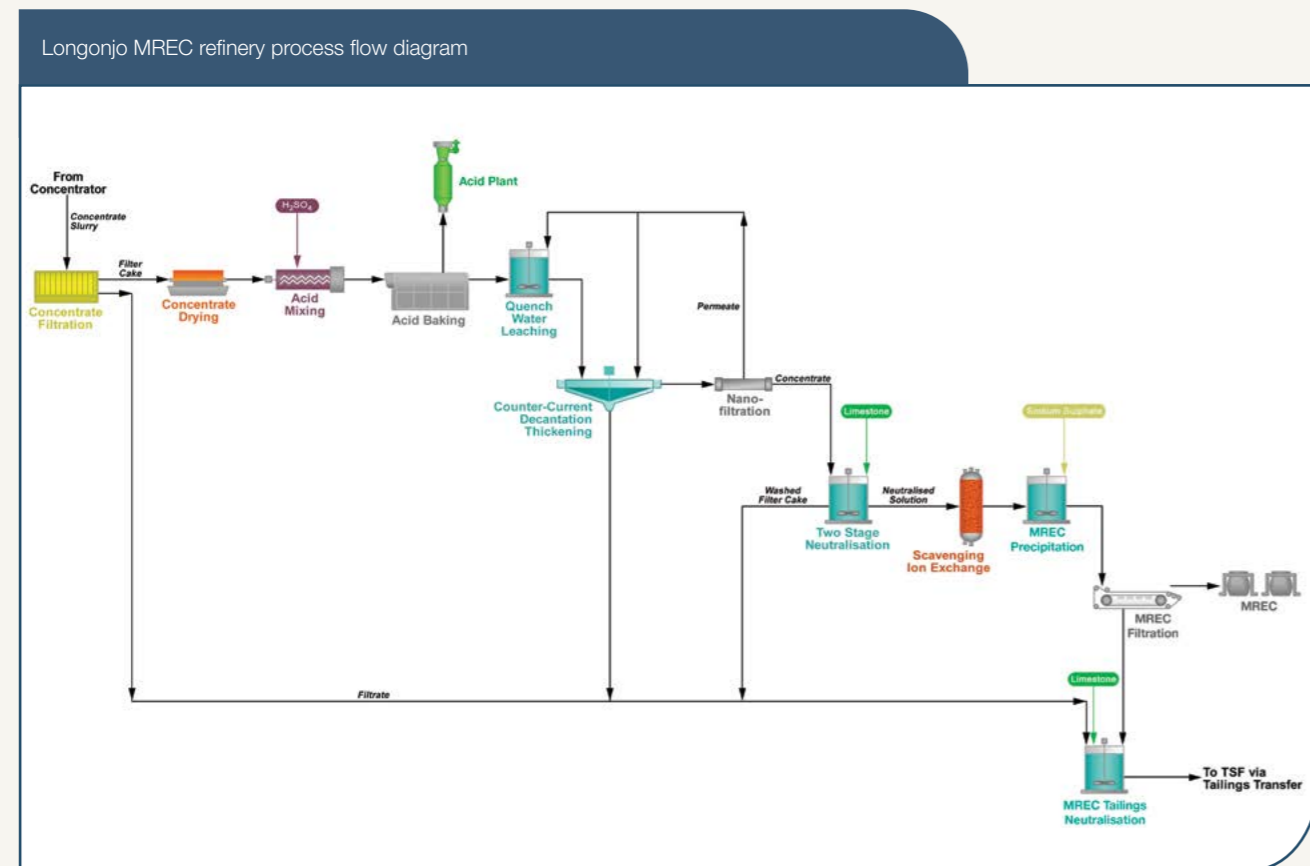 Longonjo MREC refinery process flow diagram
From
Concentrator
Concentrate
Slurry
Filter
Cake
Concentrate
Filtration
Concentrate
Drying
H₂SO₄
Acid
Mixing
Acid Plant
Acid Baking
Quench
Water
Leaching
Permeate
Counter-Current
Decantation
Thickening
Nano-
filtration
Concentrate
Limestone
Sodium Sulphate
Washed
Filter Cake
Neutralised
Solution
Two Stage
Neutralisation
Scavenging
Ion Exchange
MREC
Precipitation
MREC
Filtration
MREC
Filtrate
Limestone
MREC Tailings
Neutralisation
To TSF via
Tailings Transfer